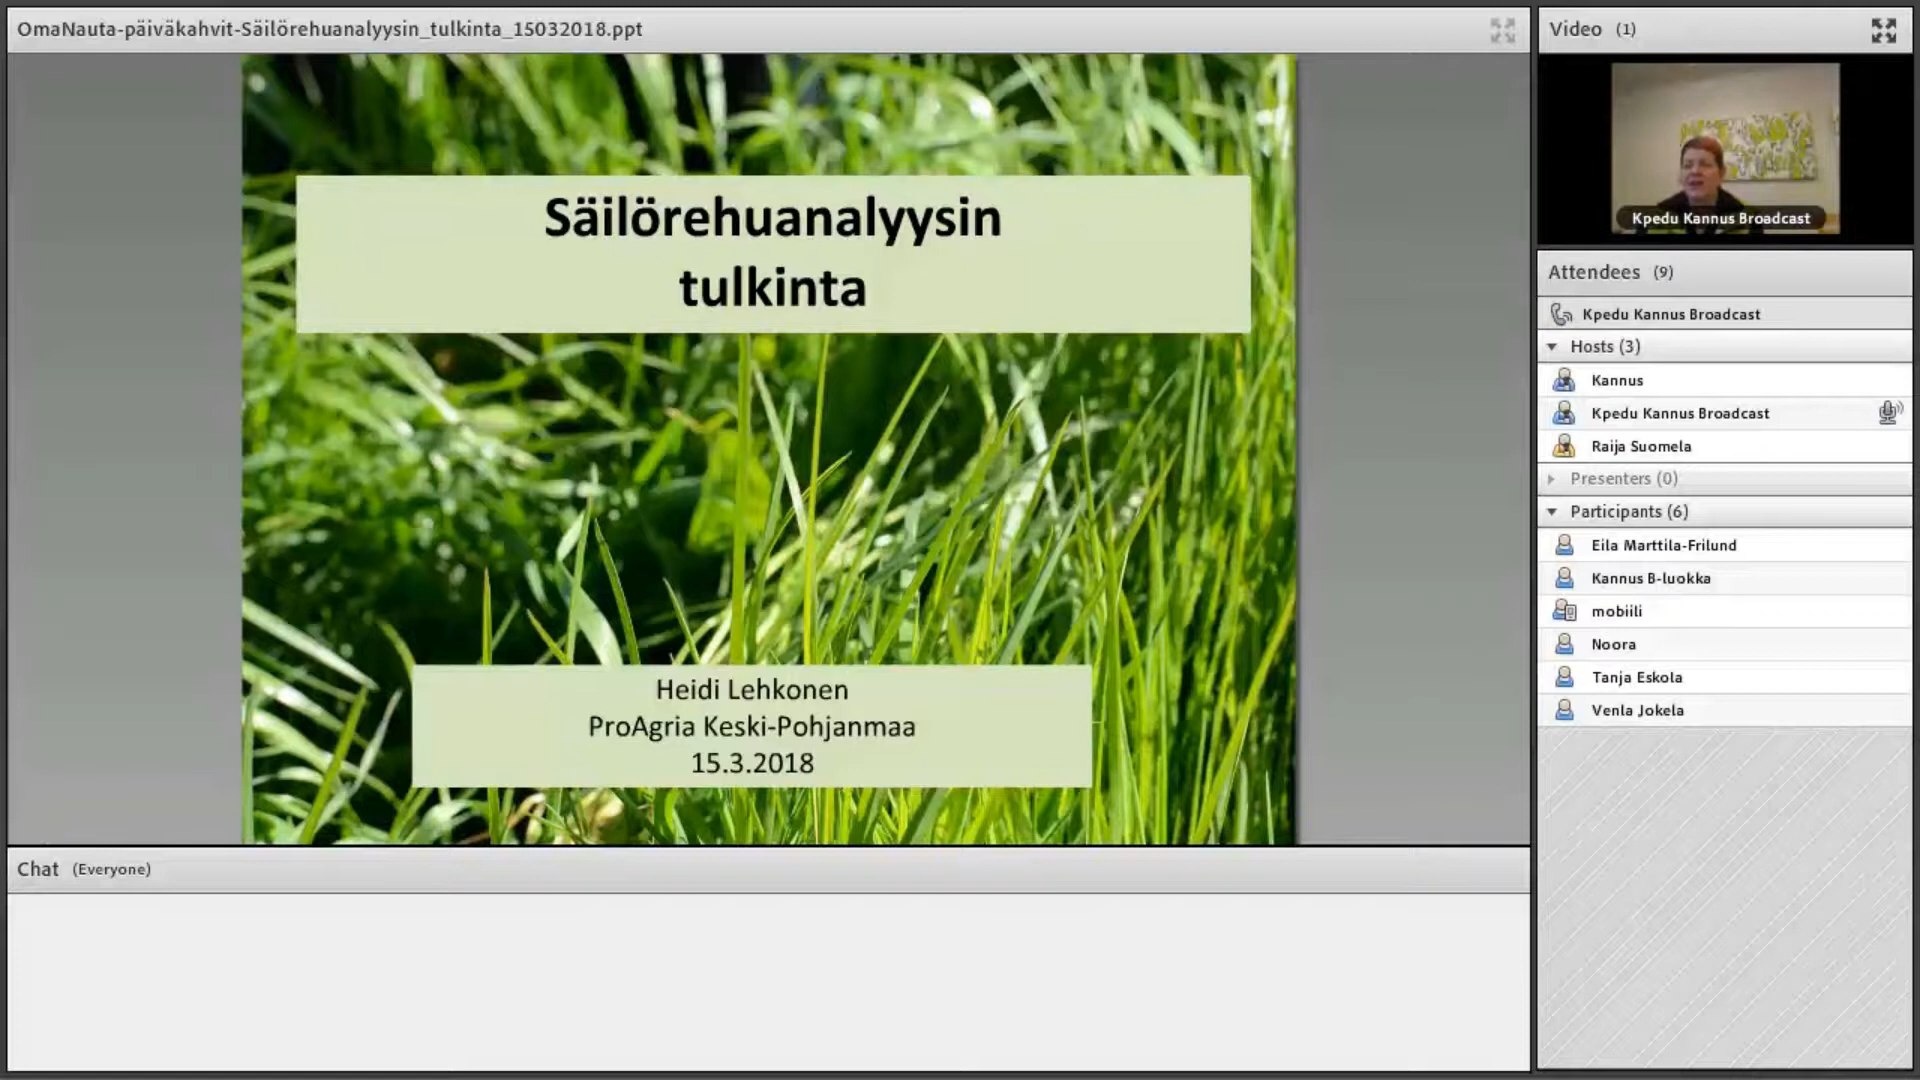 OmaNauta-päiväkahvit-Säilörehuanalyysin_tulkinta_15032018.ppt
Säilörehuanalyysin
tulkinta
Heidi Lehkonen
ProAgria Keski-Pohjanmaa
15.3.2018
Chat (Everyone)
Video (1)
Kpedu Kannus Broadcast
Attendees (9)
Kpedu Kannus Broadcast
Hosts (3)
Kannus
Kpedu Kannus Broadcast
Raija Suomela
Presenters (0)
Participants (6)
Eila Marttila-Frilund
Kannus B-luokka
mobiili
Noora
Tanja Eskola
Venla Jokela